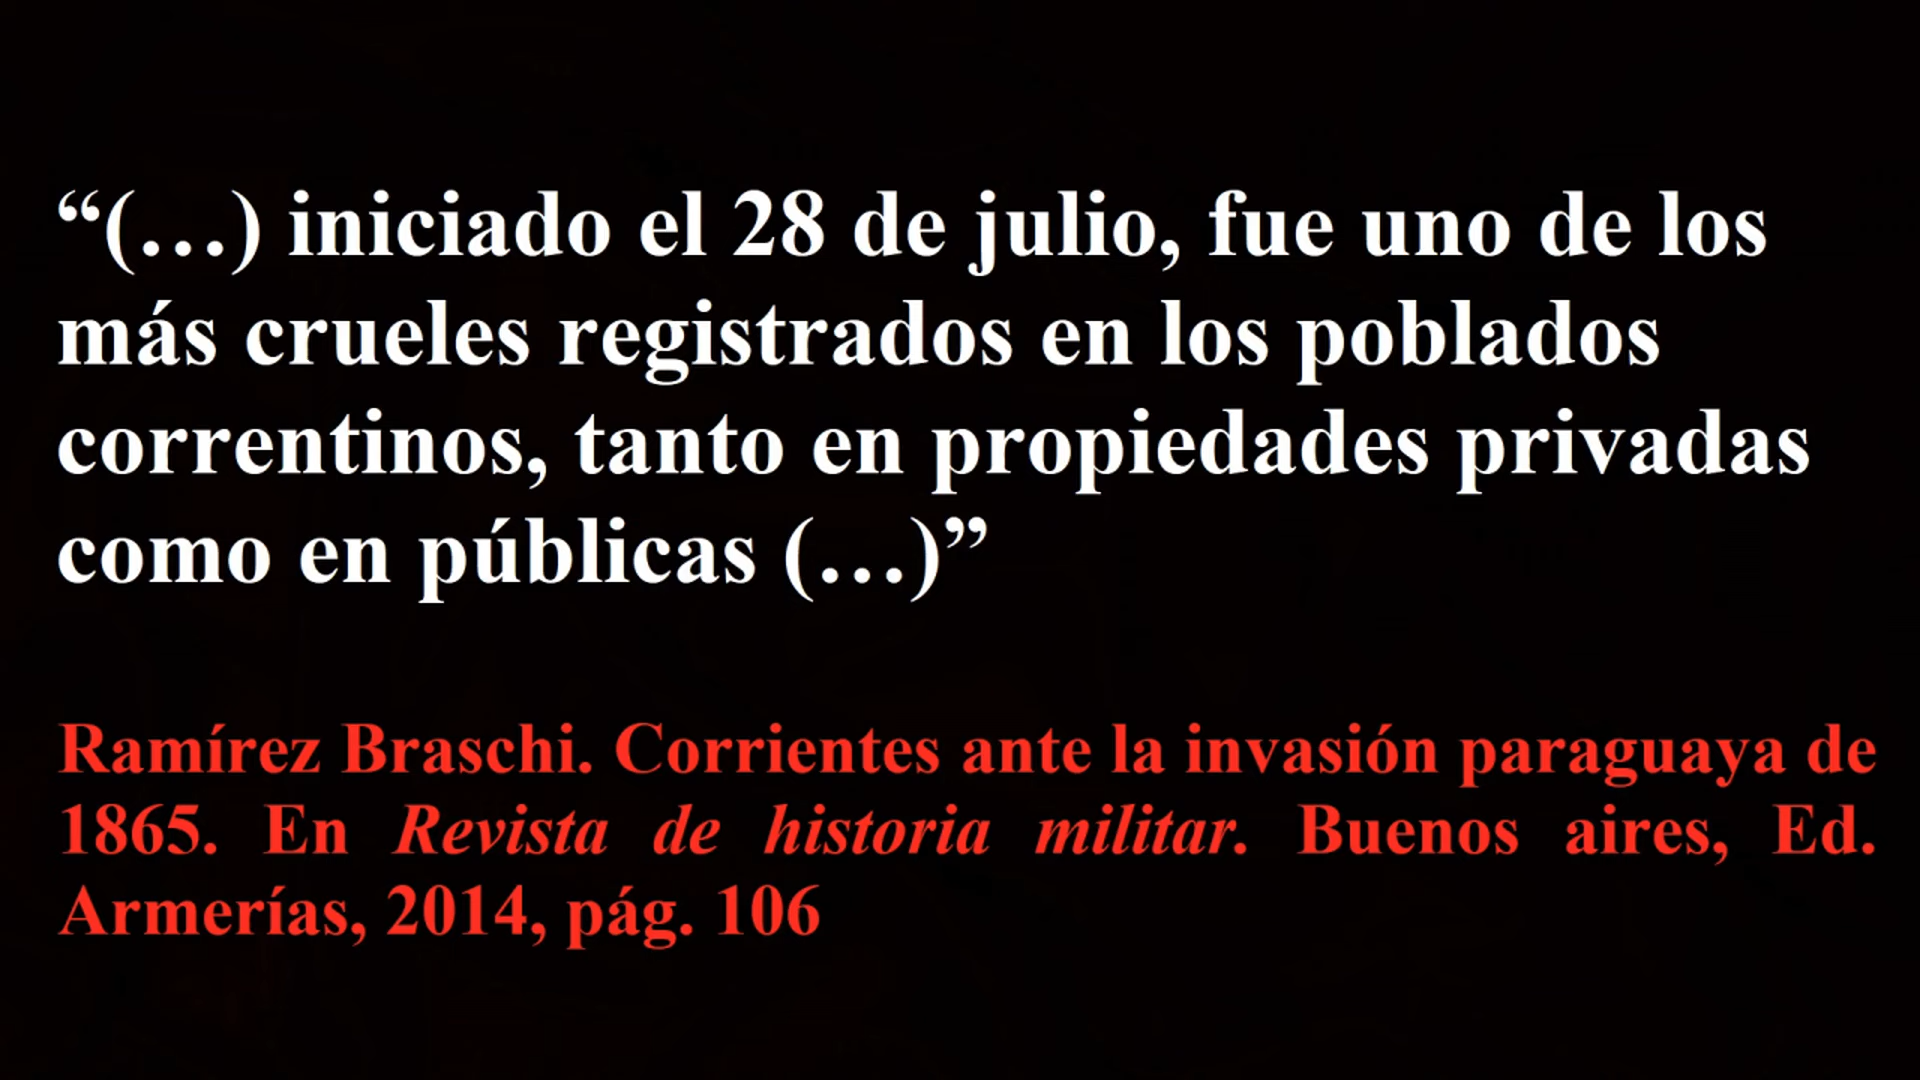 “(…) iniciado el 28 de julio, fue uno de los
más crueles registrados en los poblados
correntinos, tanto en propiedades privadas
como en públicas (…)”
Ramírez Braschi. Corrientes ante la invasión paraguaya de
1865. En Revista de historia militar. Buenos aires, Ed.
Armerías, 2014, pág. 106